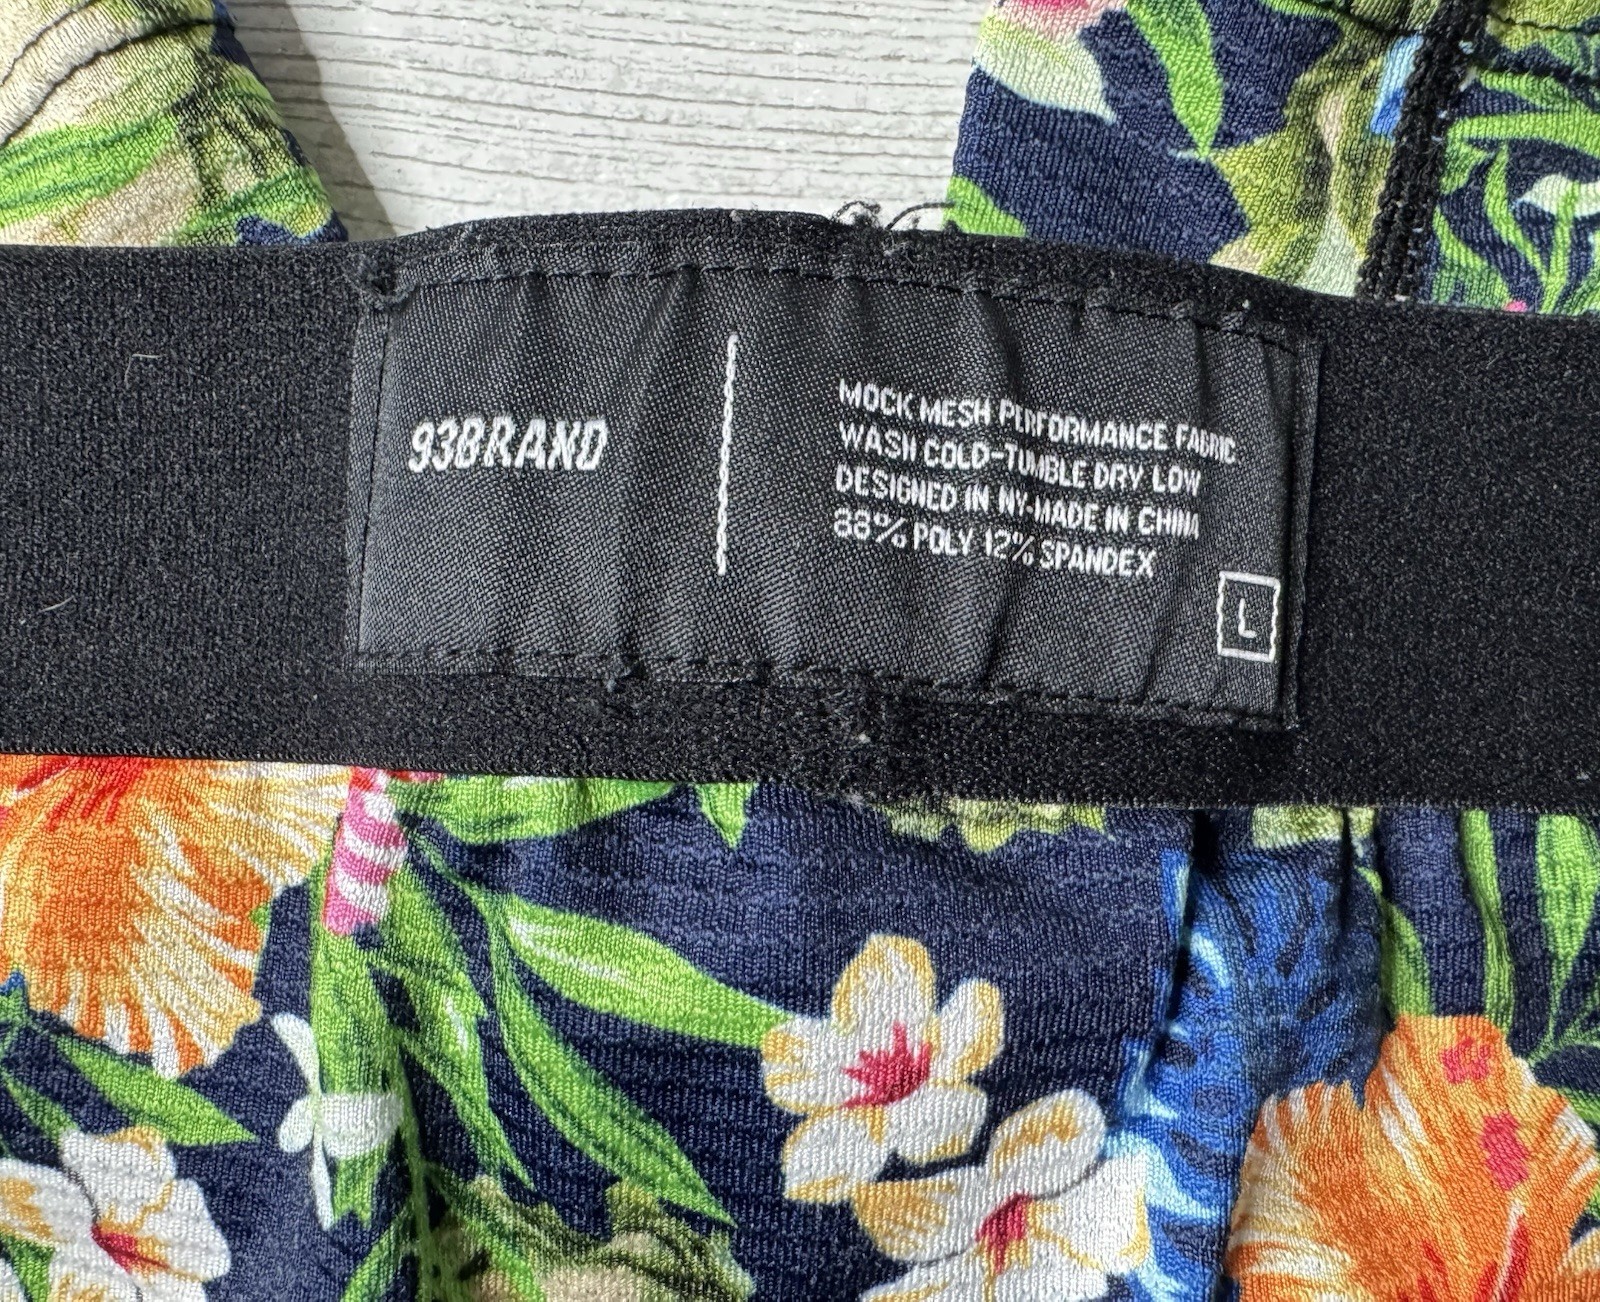 93BRAND
MOCK MESH PERFORMANCE FABRIC
WASH COLD-TUMBLE DRY LOW
DESIGNED IN NY-MADE IN CHINA
88% POLY 12% SPANDEX
L